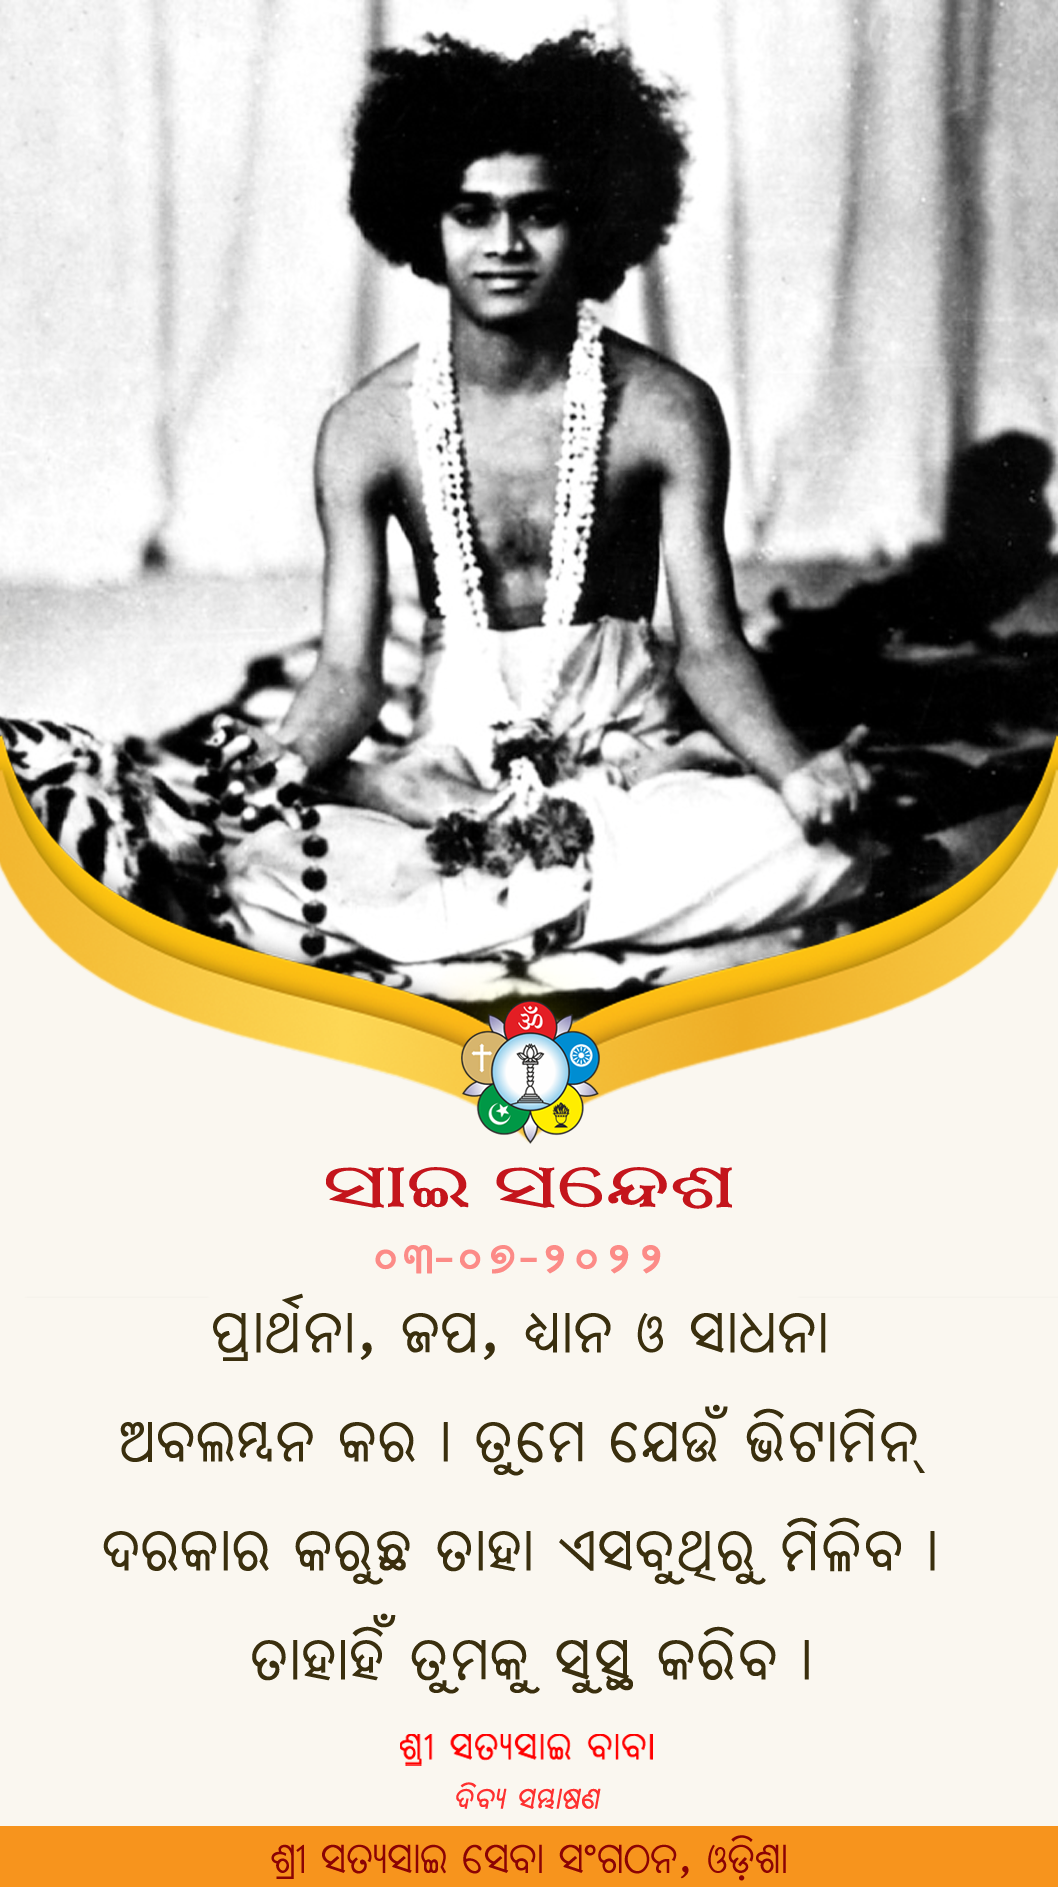 ॐ
ସାଇ ସନ୍ଦେଶ
୦୩-୦୭-୨୦୨୨
ପ୍ରାର୍ଥନା, ଜପ, ଧ୍ୟାନ ଓ ସାଧନା
ଅବଲମ୍ବନ କର । ତୁମେ ଯେଉଁ ଭିଟାମିନ୍
ଦରକାର କରୁଛ ତାହା ଏସବୁଥିରୁ ମିଳିବ ।
ତାହାହିଁ ତୁମକୁ ସୁସ୍ଥ କରିବ ।
ଶ୍ରୀ ସତ୍ୟସାଇ ବାବା
ଦିବ୍ୟ ସମ୍ଭାଷଣ
ଶ୍ରୀ ସତ୍ୟସାଇ ସେବା ସଂଗଠନ, ଓଡ଼ିଶା